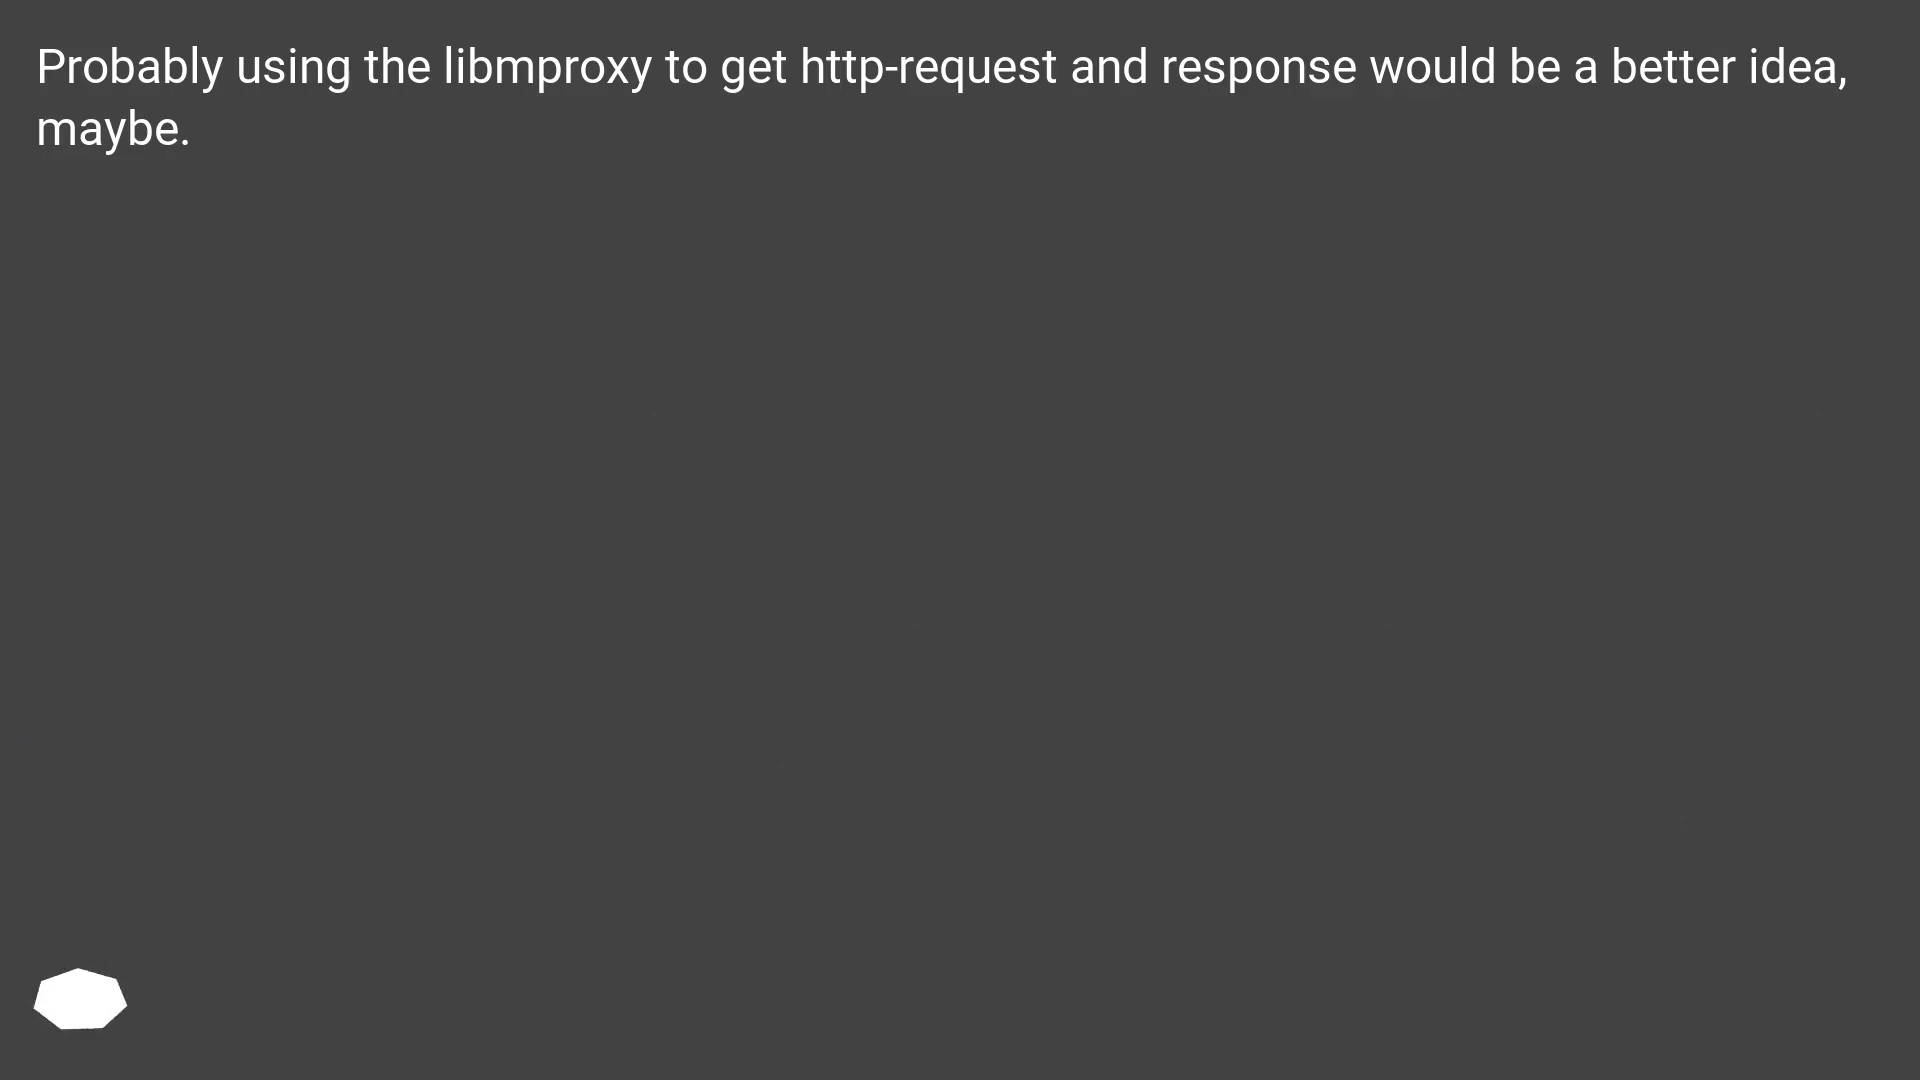 Probably using the libmproxy to get http-request and response would be a better idea,
maybe.